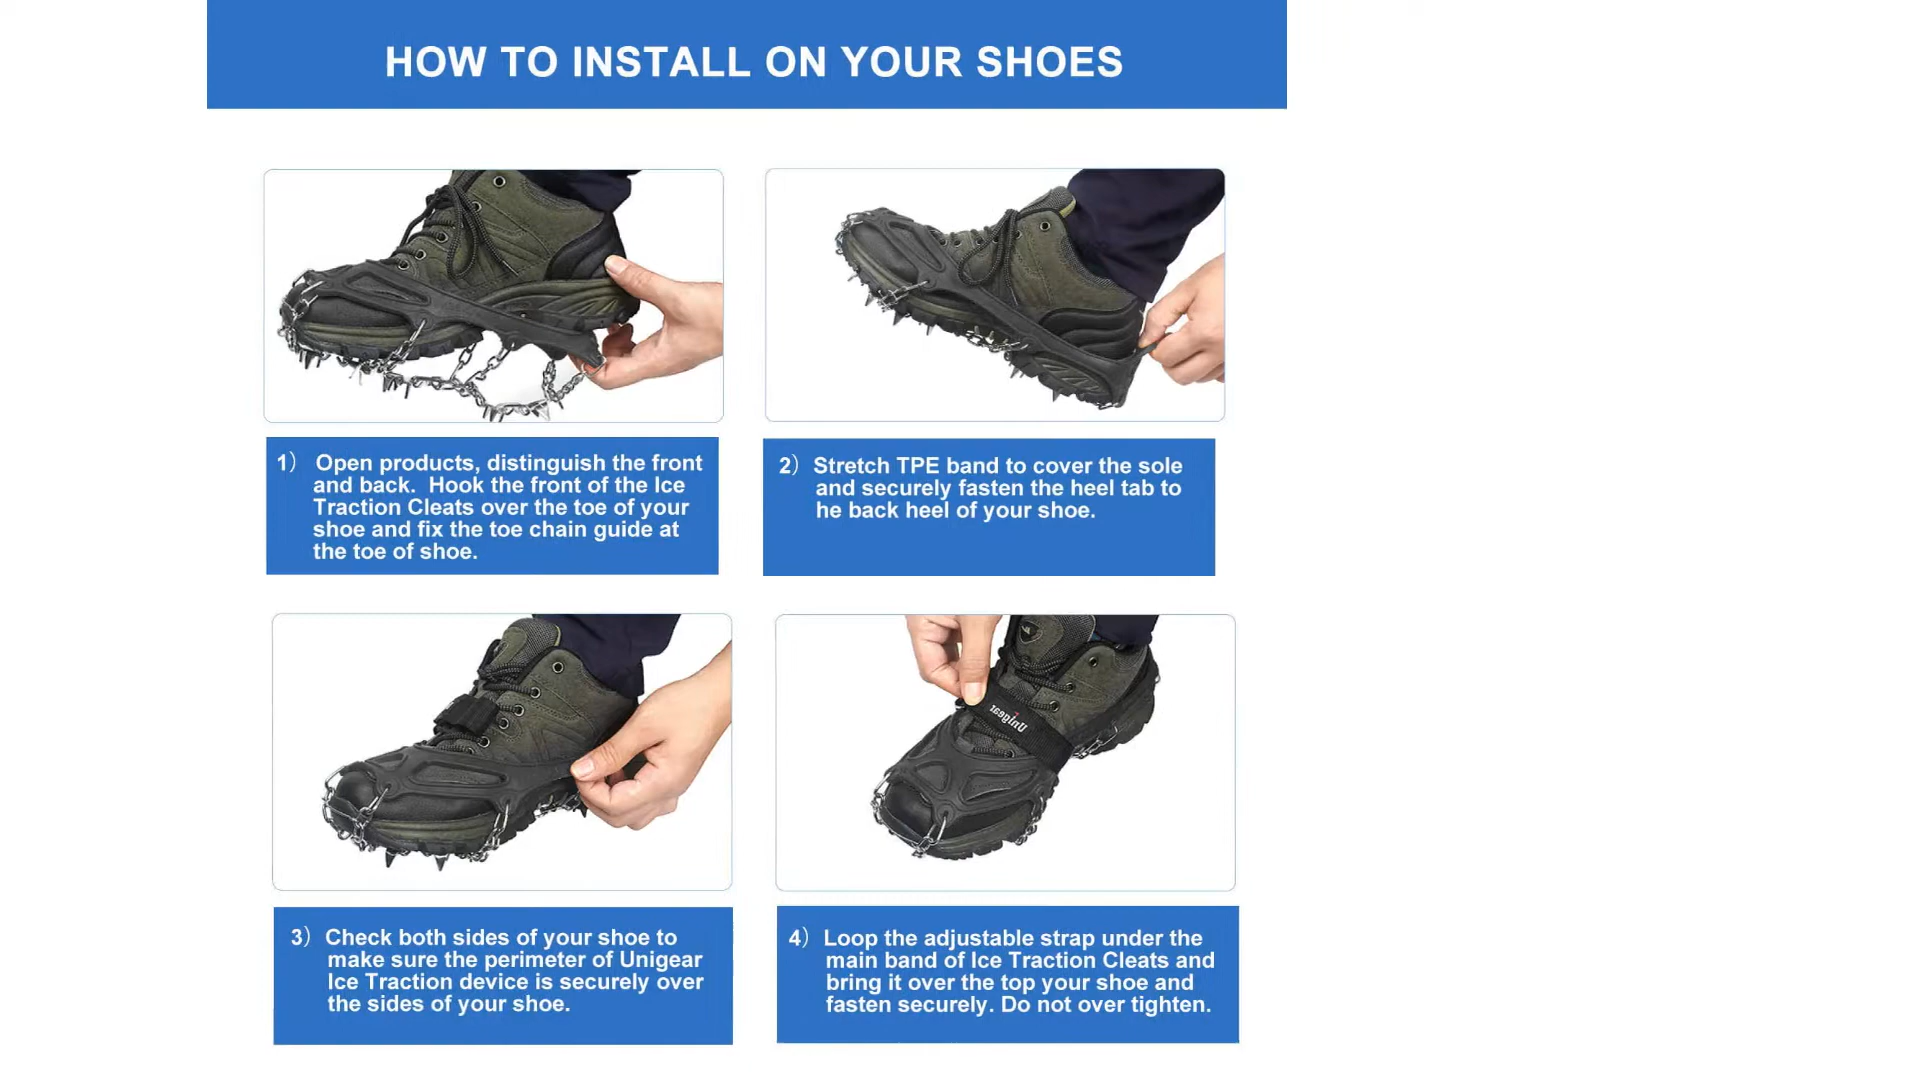 HOW TO INSTALL ON YOUR SHOES
1) Open products, distinguish the front
and back. Hook the front of the Ice
Traction Cleats over the toe of your
shoe and fix the toe chain guide at
the toe of shoe.
2) Stretch TPE band to cover the sole
and securely fasten the heel tab to
he back heel of your shoe.
Unigear
3) Check both sides of your shoe to
make sure the perimeter of Unigear
Ice Traction device is securely over
the sides of your shoe.
4) Loop the adjustable strap under the
main band of Ice Traction Cleats and
bring it over the top your shoe and
fasten securely. Do not over tighten.